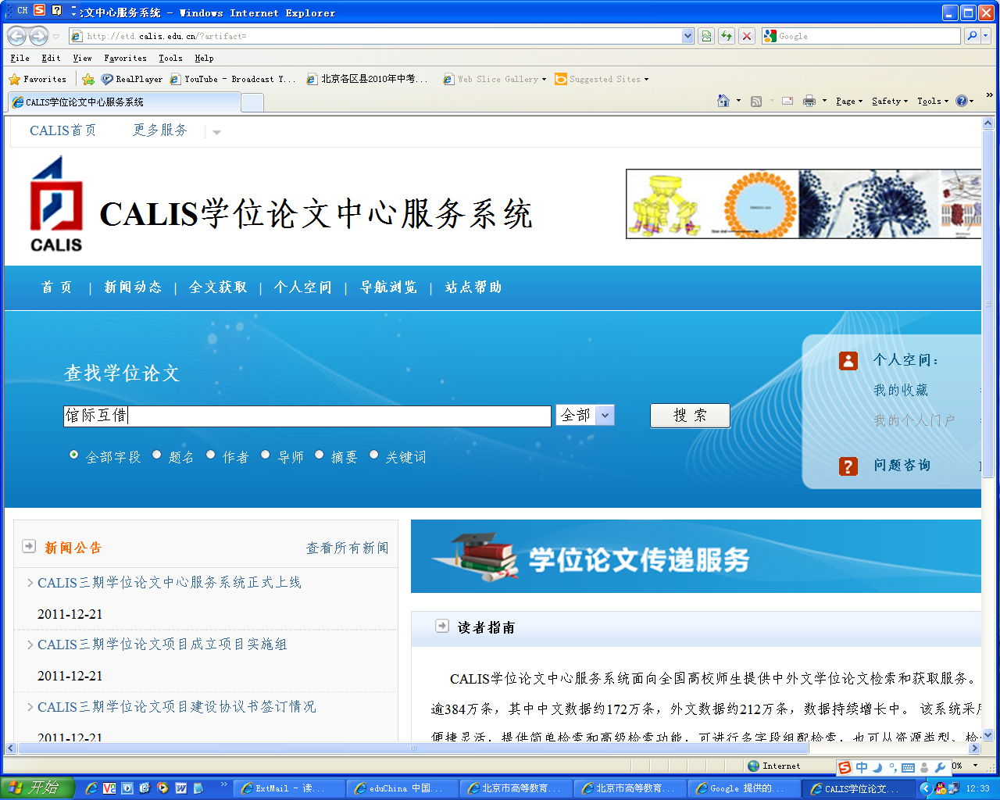 CH
论文中心服务系统 - Windows Internet Explorer
http://etd.calis.edu.cn/?artifact=
Google
File Edit View Favorites Tools Help
Favorites RealPlayer YouTube - Broadcast Y... 北京各区县2010年中考... Web Slice Gallery Suggested Sites
CALIS学位论文中心服务系统 Page Safety Tools
CALIS首页 更多服务
CALIS
CALIS学位论文中心服务系统
首 页 | 新闻动态 | 全文获取 | 个人空间 | 导航浏览 | 站点帮助
查找学位论文
馆际互借 全部 搜 索
全部字段 题名 作者 导师 摘要 关键词
个人空间：
我的收藏
我的个人门户
问题咨询
新闻公告 查看所有新闻
CALIS三期学位论文中心服务系统正式上线
2011-12-21
CALIS三期学位论文项目成立项目实施组
2011-12-21
CALIS三期学位论文项目建设协议书签订情况
2011-12-21
学位论文传递服务
读者指南
CALIS学位论文中心服务系统面向全国高校师生提供中外文学位论文检索和获取服务。
逾384万条，其中中文数据约172万条，外文数据约212万条，数据持续增长中。 该系统采用
便捷灵活，提供简单检索和高级检索功能，可进行多字段组配检索，也可从资源类型、检
Internet 中 0%
开始 ExtMail - 读... eduChina 中国... 北京市高等教育... 北京市高等教育... Google 提供的... CALIS学位论文... 12:33